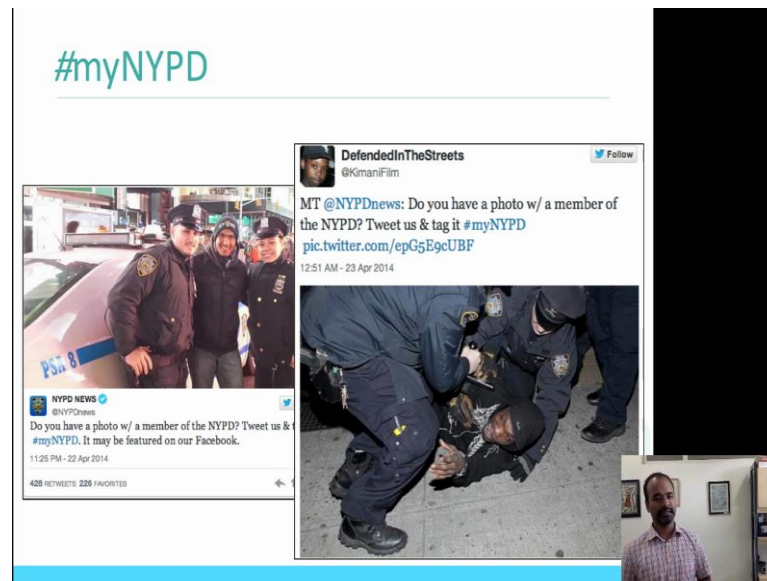 #myNYPD
DefendedInTheStreets
@KimaniFilm
Follow
MT @NYPDnews: Do you have a photo w/ a member of
the NYPD? Tweet us & tag it #myNYPD
pic.twitter.com/epG5E9cUBF
12:51 AM - 23 Apr 2014
PSA 8
NYPD NEWS
@NYPDnews
Do you have a photo w/ a member of the NYPD? Tweet us & t
#myNYPD. It may be featured on our Facebook.
11:25 PM - 22 Apr 2014
428 RETWEETS 226 FAVORITES